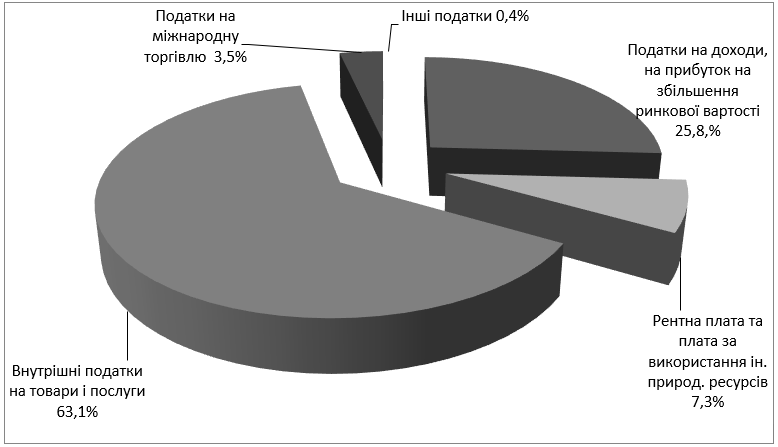 Податки на
міжнародну
торгівлю 3,5%
Інші податки 0,4%
Податки на доходи,
на прибуток на
збільшення
ринкової вартості
25,8,%
Рентна плата та
плата за
використання ін.
природ. ресурсів
7,3%
Внутрішні податки
на товари і послуги
63,1%